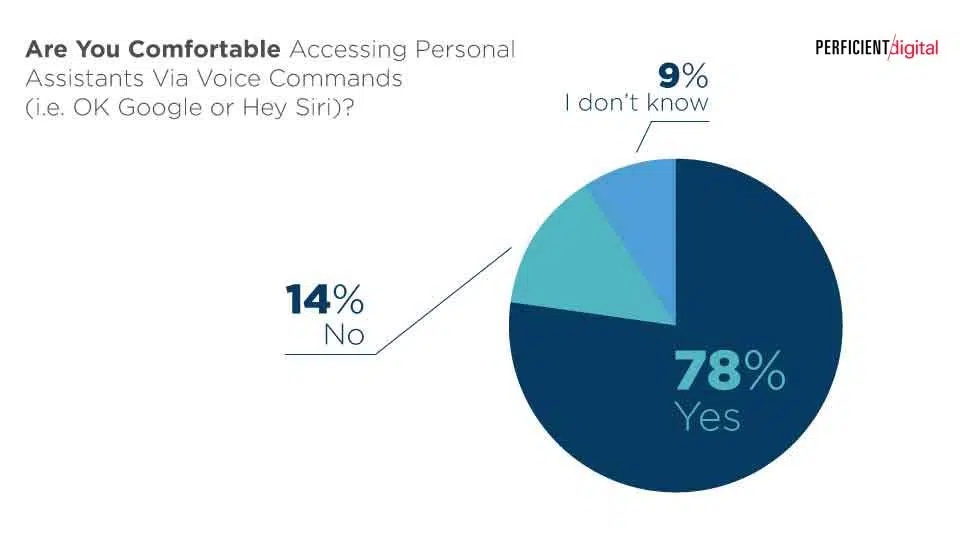 Are You Comfortable Accessing Personal
Assistants Via Voice Commands
(i.e. OK Google or Hey Siri)?
PERFICIENT/digital
9%
I don't know
14%
No
78%
Yes